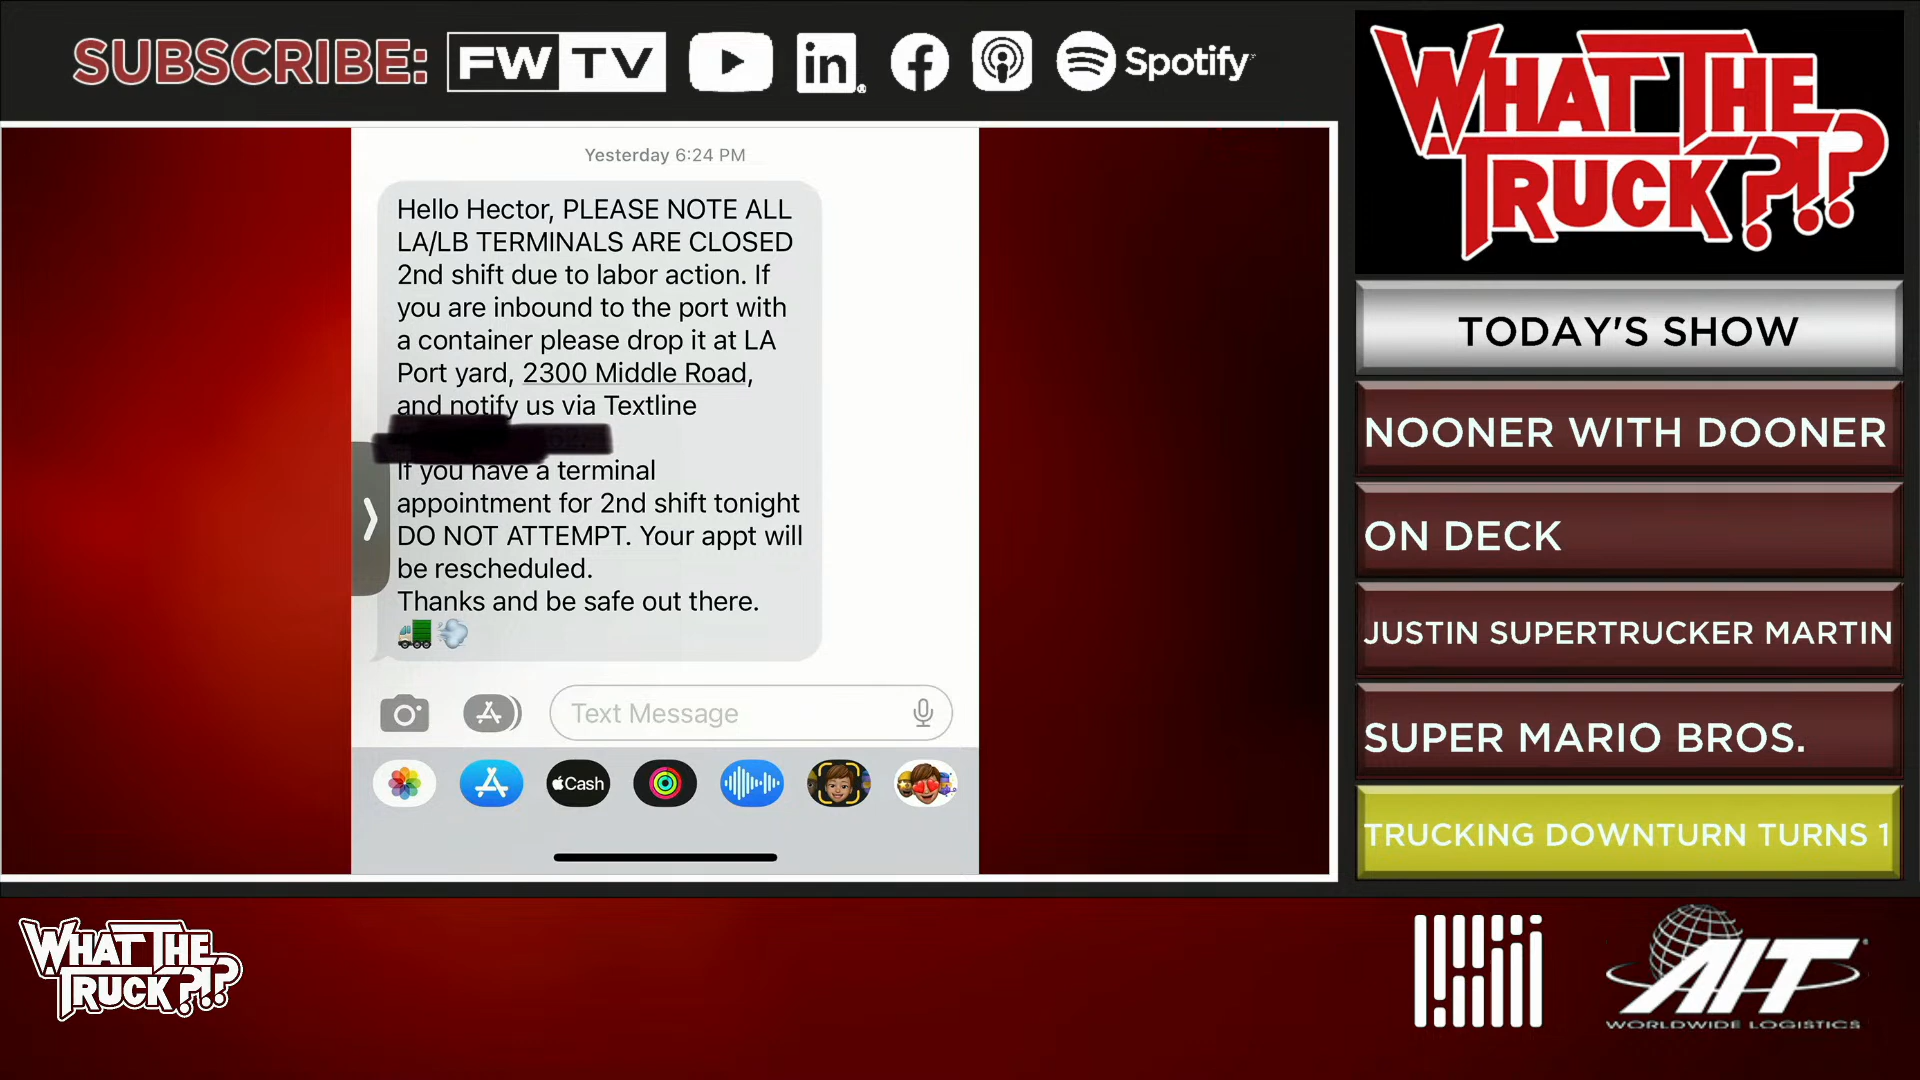 SUBSCRIBE: FWTV in Spotify
WHAT THE
TRUCK?!?
TODAY'S SHOW
NOONER WITH DOONER
ON DECK
JUSTIN SUPERTRUCKER MARTIN
SUPER MARIO BROS.
TRUCKING DOWNTURN TURNS 1
Yesterday 6:24 PM
Hello Hector, PLEASE NOTE ALL
LA/LB TERMINALS ARE CLOSED
2nd shift due to labor action. If
you are inbound to the port with
a container please drop it at LA
Port yard, 2300 Middle Road,
and notify us via Textline
If you have a terminal
appointment for 2nd shift tonight
DO NOT ATTEMPT. Your appt will
be rescheduled.
Thanks and be safe out there.
Text Message
Cash
WHAT THE
TRUCK?!?
AIT
WORLDWIDE LOGISTICS